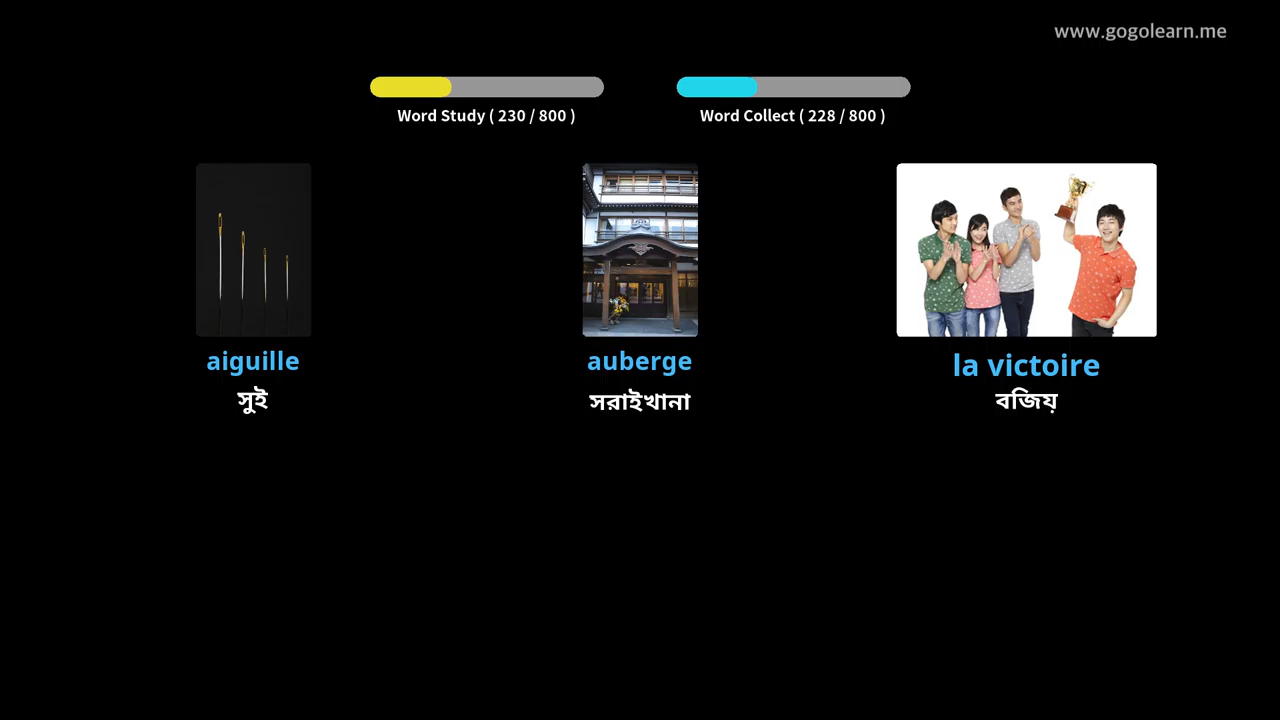 www.gogolearn.me
Word Study ( 230 / 800 )
Word Collect ( 228 / 800 )
aiguille
সুই
auberge
সরাইখানা
la victoire
বিজয়